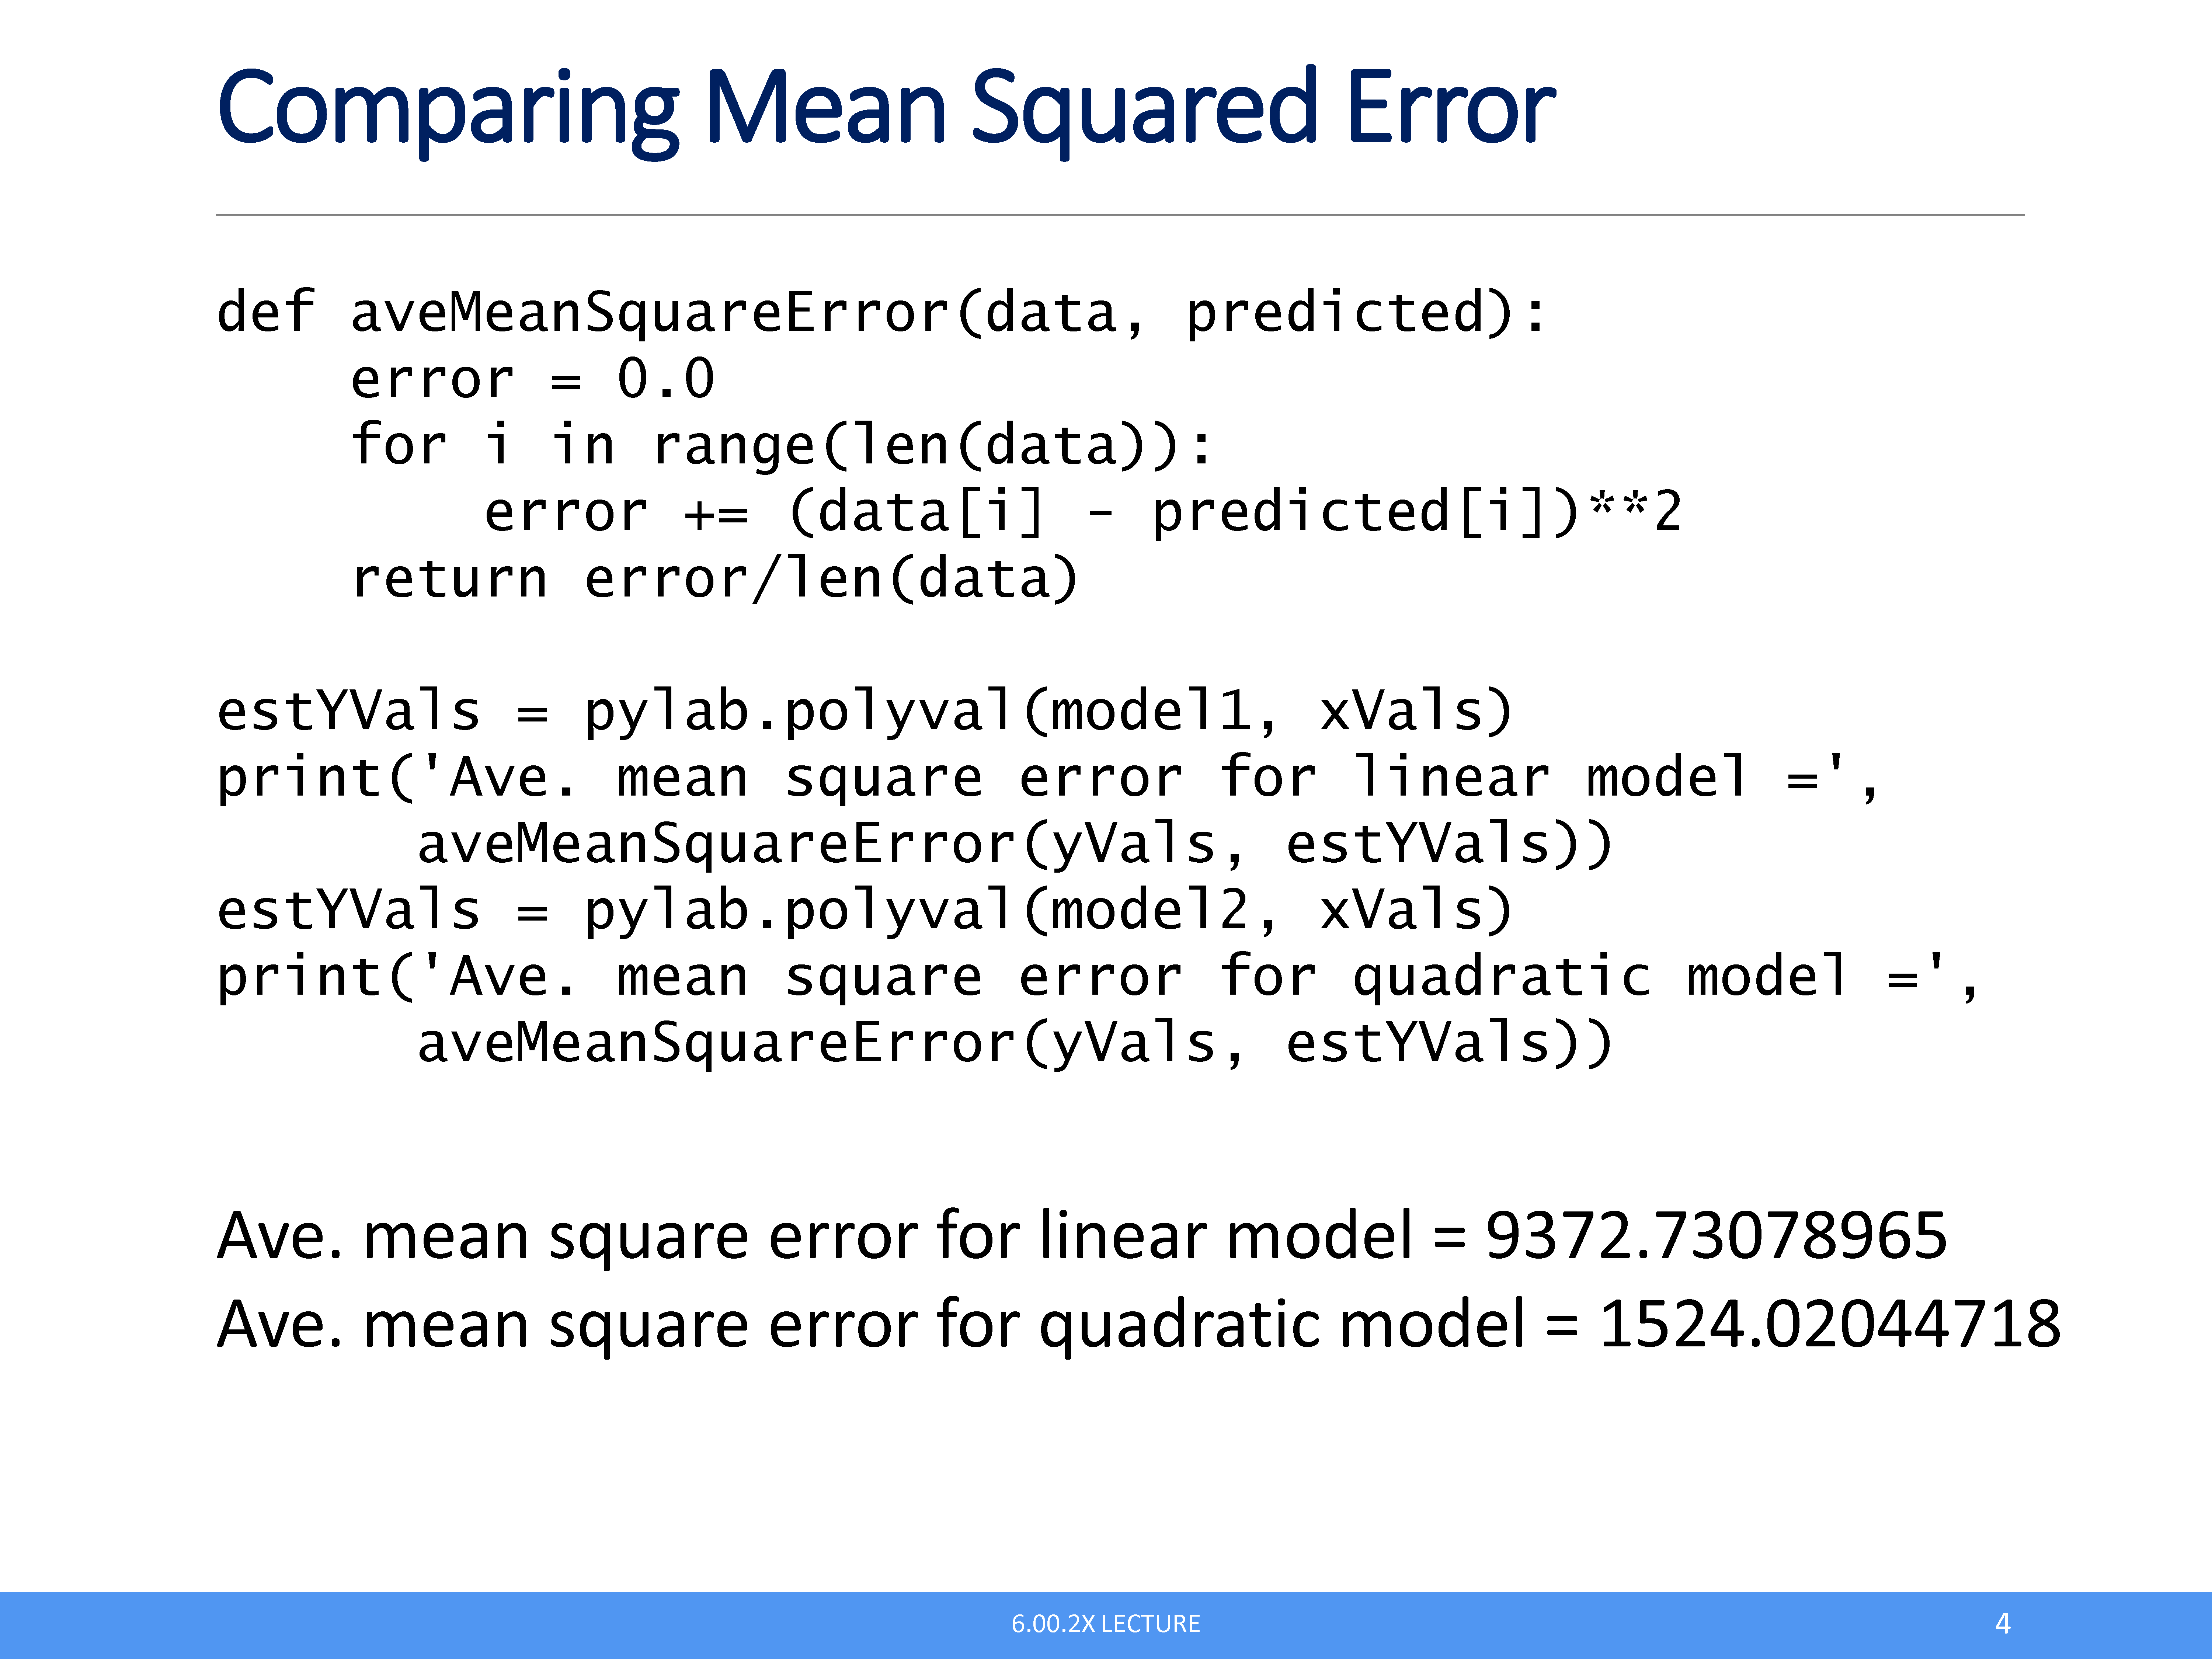 Comparing Mean Squared Error
def aveMeanSquareError(data, predicted):
    error = 0.0
    for i in range(len(data)):
        error += (data[i] - predicted[i])**2
    return error/len(data)
estYVals = pylab.polyval(model1, xVals)
print('Ave. mean square error for linear model =',
      aveMeanSquareError(yVals, estYVals))
estYVals = pylab.polyval(model2, xVals)
print('Ave. mean square error for quadratic model =',
      aveMeanSquareError(yVals, estYVals))
Ave. mean square error for linear model = 9372.73078965
Ave. mean square error for quadratic model = 1524.02044718
6.00.2X LECTURE
4